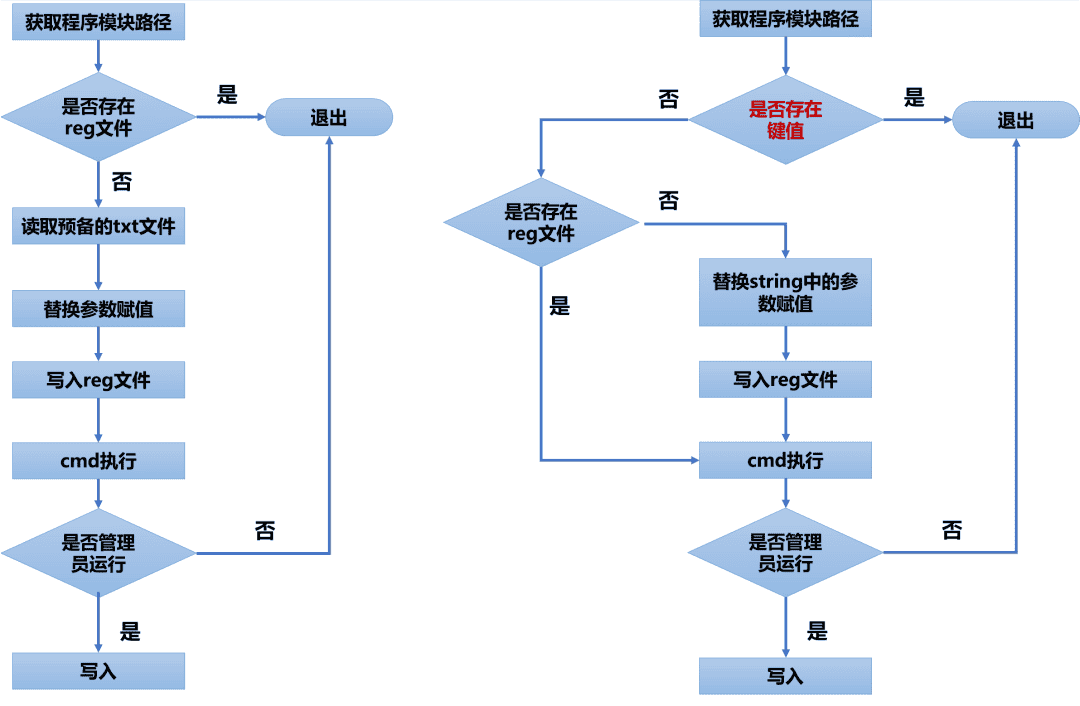 获取程序模块路径
是否存在
reg文件
是
退出
否
读取预备的txt文件
替换参数赋值
写入reg文件
cmd执行
是否管理
员运行
否
是
写入
获取程序模块路径
是否存在
键值
是
退出
否
是否存在
reg文件
否
是
替换string中的参
数赋值
写入reg文件
cmd执行
是否管理
员运行
否
是
写入